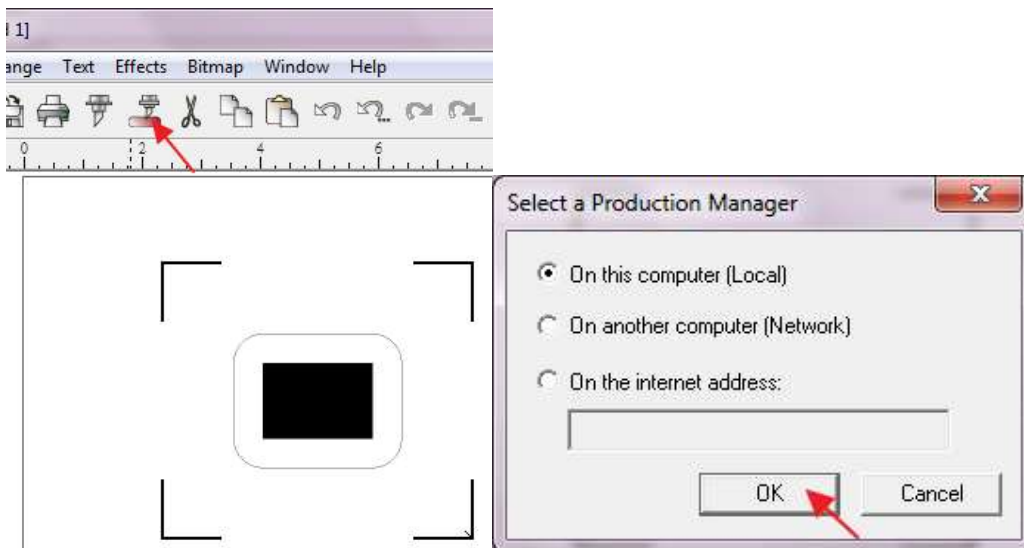 1]
ange Text Effects Bitmap Window Help
0 2 4 6
Select a Production Manager
On this computer (Local)
On another computer (Network)
On the internet address:
OK Cancel